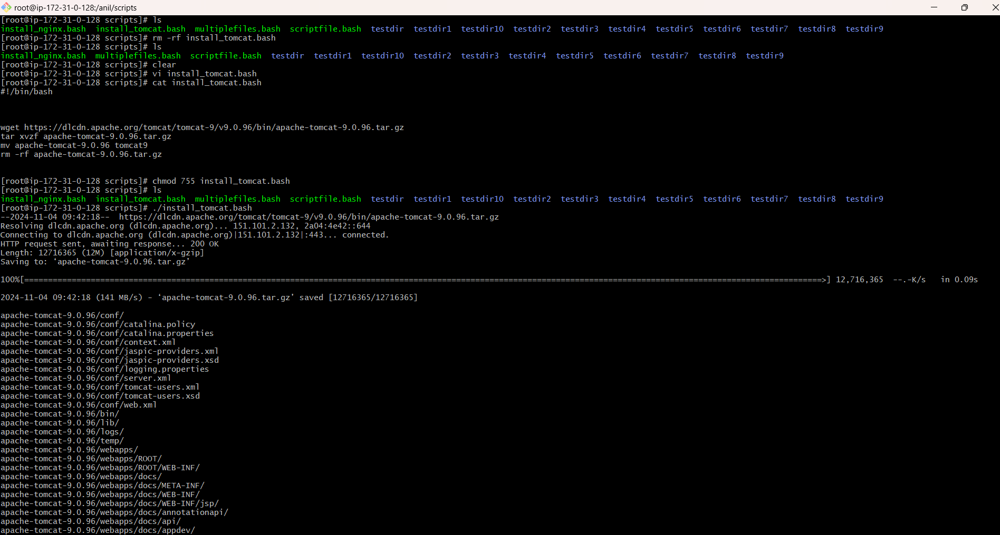 root@ip-172-31-0-128:/anil/scripts
[root@ip-172-31-0-128 scripts]# ls
install_nginx.bash  install_tomcat.bash  multiplefiles.bash  scriptfile.bash  testdir  testdir1  testdir10  testdir2  testdir3  testdir4  testdir5  testdir6  testdir7  testdir8  testdir9
[root@ip-172-31-0-128 scripts]# rm -rf install_tomcat.bash
[root@ip-172-31-0-128 scripts]# ls
install_nginx.bash  multiplefiles.bash  scriptfile.bash  testdir  testdir1  testdir10  testdir2  testdir3  testdir4  testdir5  testdir6  testdir7  testdir8  testdir9
[root@ip-172-31-0-128 scripts]# clear
[root@ip-172-31-0-128 scripts]# vi install_tomcat.bash
[root@ip-172-31-0-128 scripts]# cat install_tomcat.bash
#!/bin/bash
wget https://dlcdn.apache.org/tomcat/tomcat-9/v9.0.96/bin/apache-tomcat-9.0.96.tar.gz
tar xvzf apache-tomcat-9.0.96.tar.gz
mv apache-tomcat-9.0.96 tomcat9
rm -rf apache-tomcat-9.0.96.tar.gz
[root@ip-172-31-0-128 scripts]# chmod 755 install_tomcat.bash
[root@ip-172-31-0-128 scripts]# ls
install_nginx.bash  install_tomcat.bash  multiplefiles.bash  scriptfile.bash  testdir  testdir1  testdir10  testdir2  testdir3  testdir4  testdir5  testdir6  testdir7  testdir8  testdir9
[root@ip-172-31-0-128 scripts]# ./install_tomcat.bash
--2024-11-04 09:42:18--  https://dlcdn.apache.org/tomcat/tomcat-9/v9.0.96/bin/apache-tomcat-9.0.96.tar.gz
Resolving dlcdn.apache.org (dlcdn.apache.org)... 151.101.2.132, 2a04:4e42::644
Connecting to dlcdn.apache.org (dlcdn.apache.org)|151.101.2.132|:443... connected.
HTTP request sent, awaiting response... 200 OK
Length: 12716365 (12M) [application/x-gzip]
Saving to: ‘apache-tomcat-9.0.96.tar.gz’
100%[========================================================================================================================================================================>] 12,716,365  --.-K/s   in 0.09s
2024-11-04 09:42:18 (141 MB/s) - ‘apache-tomcat-9.0.96.tar.gz’ saved [12716365/12716365]
apache-tomcat-9.0.96/conf/
apache-tomcat-9.0.96/conf/catalina.policy
apache-tomcat-9.0.96/conf/catalina.properties
apache-tomcat-9.0.96/conf/context.xml
apache-tomcat-9.0.96/conf/jaspic-providers.xml
apache-tomcat-9.0.96/conf/jaspic-providers.xsd
apache-tomcat-9.0.96/conf/logging.properties
apache-tomcat-9.0.96/conf/server.xml
apache-tomcat-9.0.96/conf/tomcat-users.xml
apache-tomcat-9.0.96/conf/tomcat-users.xsd
apache-tomcat-9.0.96/conf/web.xml
apache-tomcat-9.0.96/bin/
apache-tomcat-9.0.96/lib/
apache-tomcat-9.0.96/logs/
apache-tomcat-9.0.96/temp/
apache-tomcat-9.0.96/webapps/
apache-tomcat-9.0.96/webapps/ROOT/
apache-tomcat-9.0.96/webapps/ROOT/WEB-INF/
apache-tomcat-9.0.96/webapps/docs/
apache-tomcat-9.0.96/webapps/docs/META-INF/
apache-tomcat-9.0.96/webapps/docs/WEB-INF/
apache-tomcat-9.0.96/webapps/docs/WEB-INF/jsp/
apache-tomcat-9.0.96/webapps/docs/annotationapi/
apache-tomcat-9.0.96/webapps/docs/api/
apache-tomcat-9.0.96/webapps/docs/appdev/